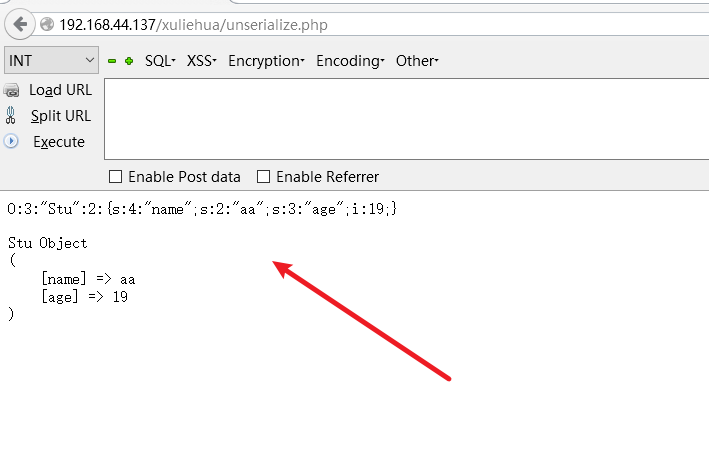 192.168.44.137/xuliehua/unserialize.php
INT SQL▾ XSS▾ Encryption▾ Encoding▾ Other▾
Load URL
Split URL
Execute
Enable Post data Enable Referrer
O:3:"Stu":2:{s:4:"name";s:2:"aa";s:3:"age";i:19;}
Stu Object
(
[name] => aa
[age] => 19
)